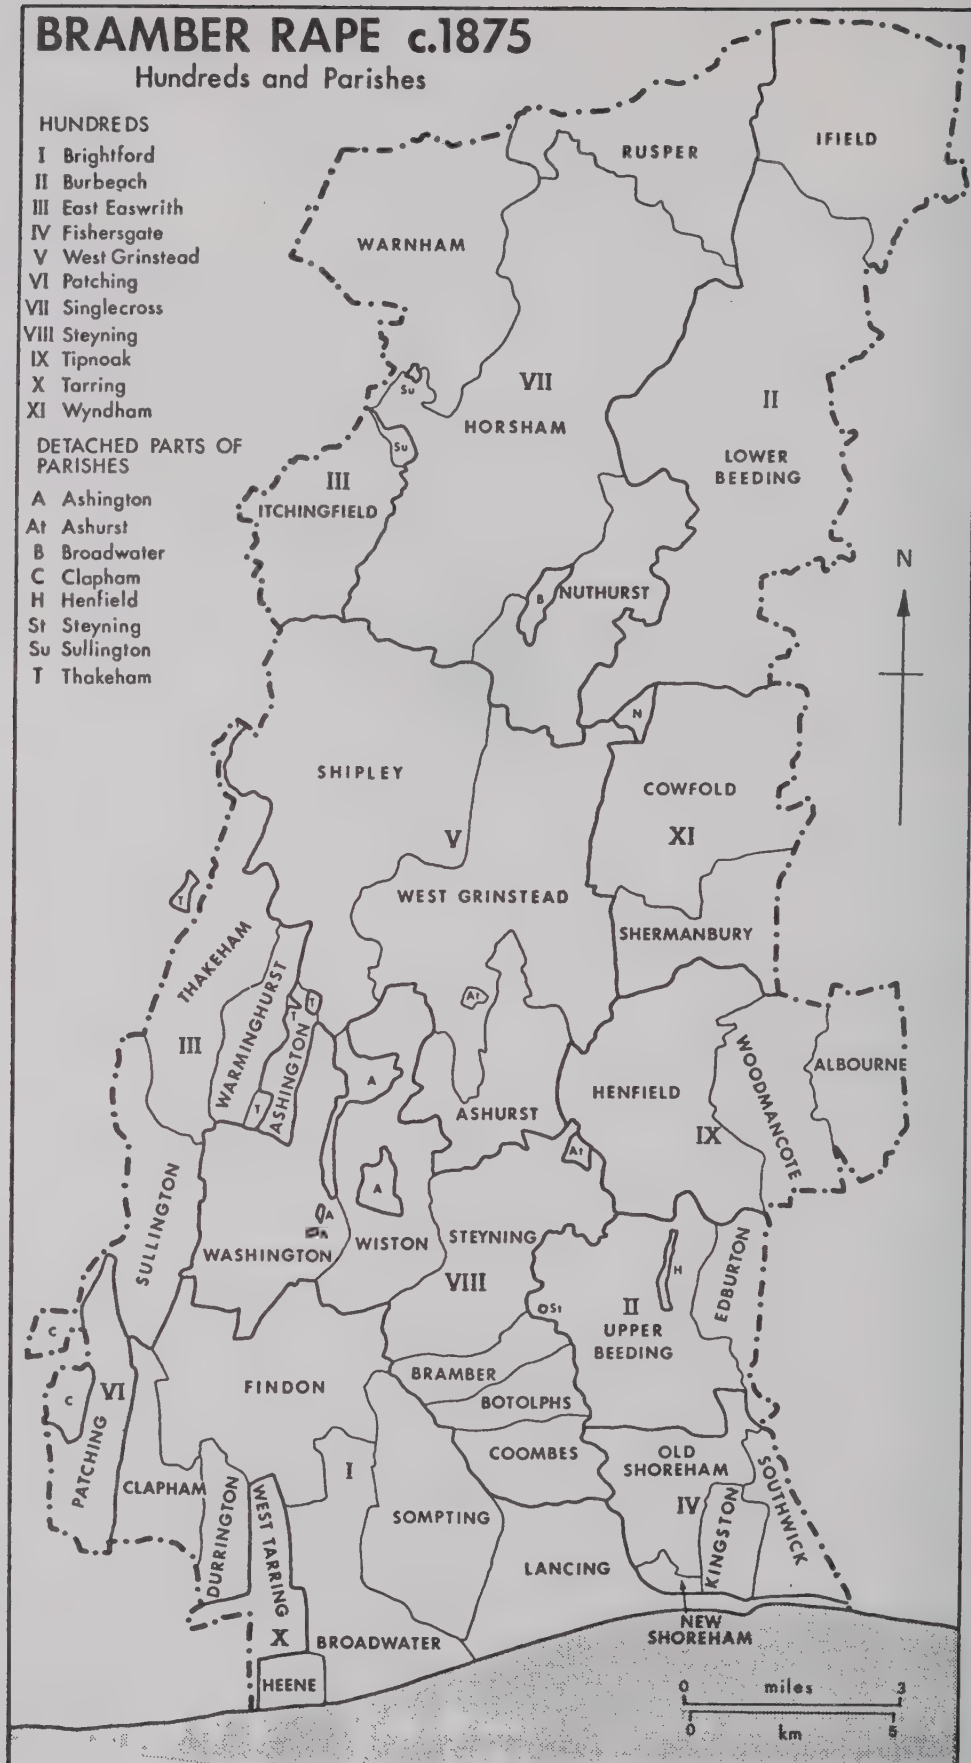 BRAMBER RAPE c.1875
Hundreds and Parishes
HUNDREDS
I Brightford
II Burbeach
III East Easwrith
IV Fishersgate
V West Grinstead
VI Patching
VII Singlecross
VIII Steyning
IX Tipnoak
X Tarring
XI Wyndham
DETACHED PARTS OF
PARISHES
A Ashington
At Ashurst
B Broadwater
C Clapham
H Henfield
St Steyning
Su Sullington
T Thakeham
IFIELD
RUSPER
WARNHAM
VII
HORSHAM
Su
Su
II
LOWER
BEEDING
III
ITCHINGFIELD
N
B
NUTHURST
N
SHIPLEY
COWFOLD
XI
V
WEST GRINSTEAD
T
SHERMANBURY
THAKEHAM
WARMINGHURST
At
T
T
III
ASHINGTON
T
A
ASHURST
HENFIELD
WOODMANCOTE
ALBOURNE
IX
At
A
SULLINGTON
A
A
WASHINGTON
WISTON
STEYNING
VIII
H
EDBURTON
St
II
UPPER
BEEDING
C
C
VI
PATCHING
FINDON
BRAMBER
BOTOLPHS
COOMBES
OLD
SHOREHAM
SOUTHWICK
I
CLAPHAM
DURRINGTON
WEST TARRING
SOMPTING
IV
KINGSTON
LANCING
X
BROADWATER
NEW
SHOREHAM
HEENE
0 miles 3
0 km 5